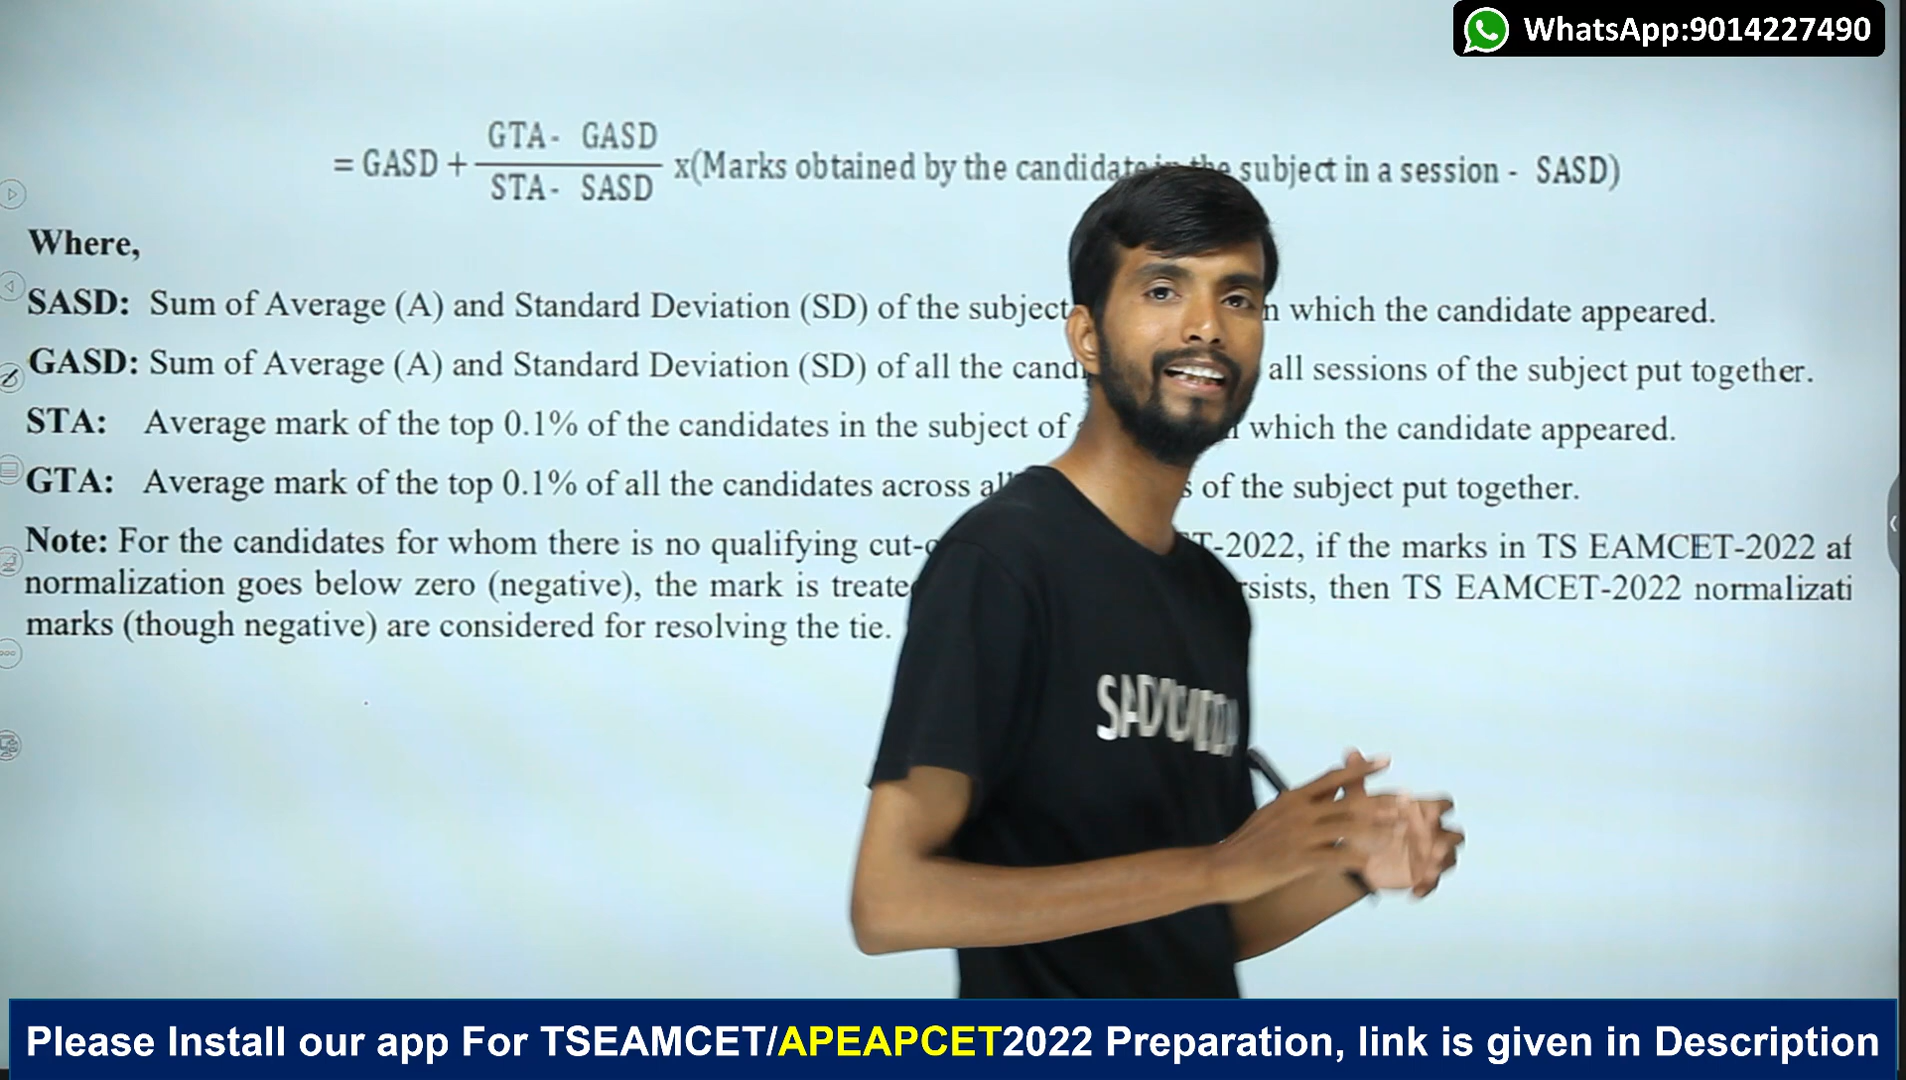 WhatsApp:9014227490
= GASD + GTA - GASD / STA - SASD x(Marks obtained by the candidate in the subject in a session - SASD)
Where,
SASD: Sum of Average (A) and Standard Deviation (SD) of the subject which the candidate appeared.
GASD: Sum of Average (A) and Standard Deviation (SD) of all the all sessions of the subject put together.
STA: Average mark of the top 0.1% of the candidates in the subject of which the candidate appeared.
GTA: Average mark of the top 0.1% of all the candidates across of the subject put together.
Note: For the candidates for whom there is no qualifying -2022, if the marks in TS EAMCET-2022
normalization goes below zero (negative), the mark is then TS EAMCET-2022
marks (though negative) are considered for resolving the tie.
Please Install our app For TSEAMCET/APEAPCET2022 Preparation, link is given in Description